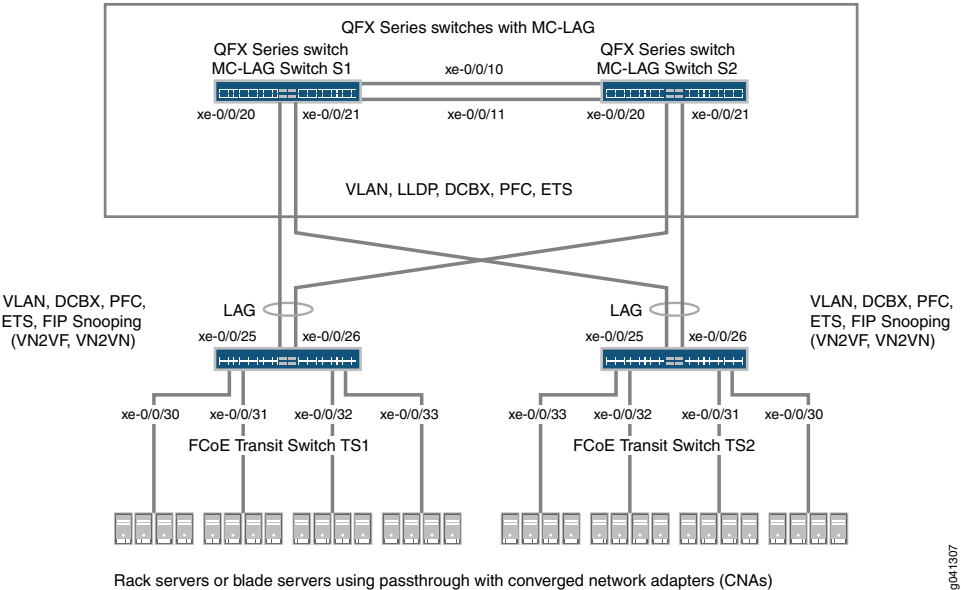 QFX Series switches with MC-LAG
QFX Series switch
MC-LAG Switch S1
xe-0/0/10
QFX Series switch
MC-LAG Switch S2
xe-0/0/20
xe-0/0/21
xe-0/0/11
xe-0/0/20
xe-0/0/21
VLAN, LLDP, DCBX, PFC, ETS
VLAN, DCBX, PFC,
ETS, FIP Snooping
(VN2VF, VN2VN)
LAG
LAG
VLAN, DCBX, PFC,
ETS, FIP Snooping
(VN2VF, VN2VN)
xe-0/0/25
xe-0/0/26
xe-0/0/25
xe-0/0/26
xe-0/0/30
xe-0/0/31
xe-0/0/32
xe-0/0/33
xe-0/0/33
xe-0/0/32
xe-0/0/31
xe-0/0/30
FCoE Transit Switch TS1
FCoE Transit Switch TS2
Rack servers or blade servers using passthrough with converged network adapters (CNAs)
g041307